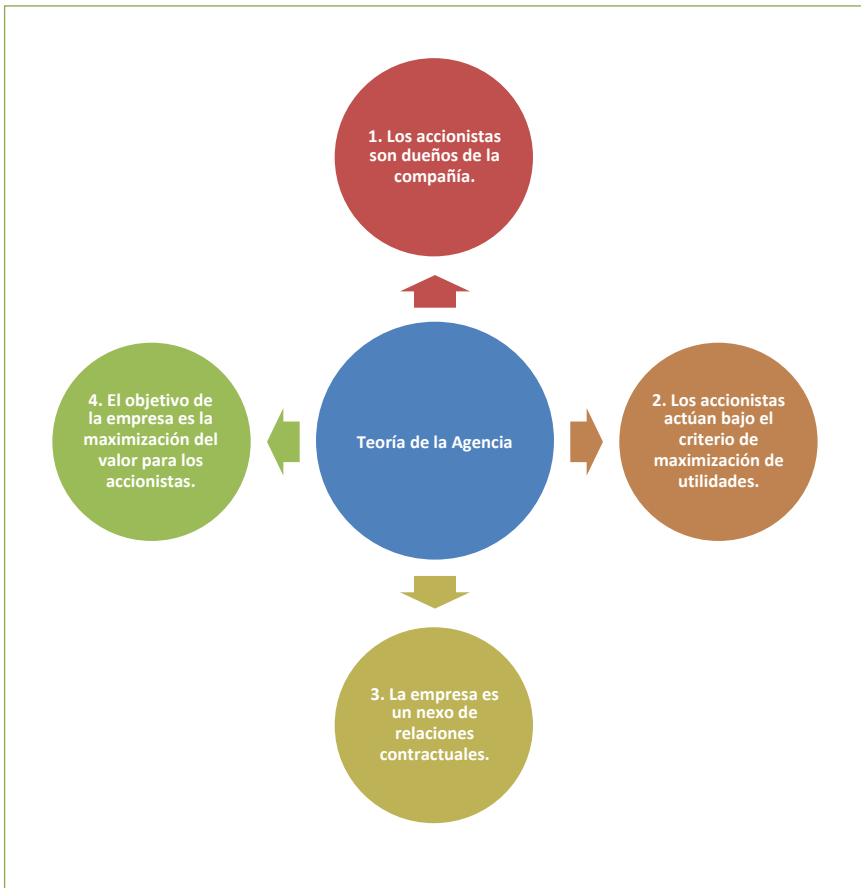 1. Los accionistas
son dueños de la
compañía.
4. El objetivo de
la empresa es la
maximización del
valor para los
accionistas.
Teoría de la Agencia
2. Los accionistas
actúan bajo el
criterio de
maximización de
utilidades.
3. La empresa es
un nexo de
relaciones
contractuales.